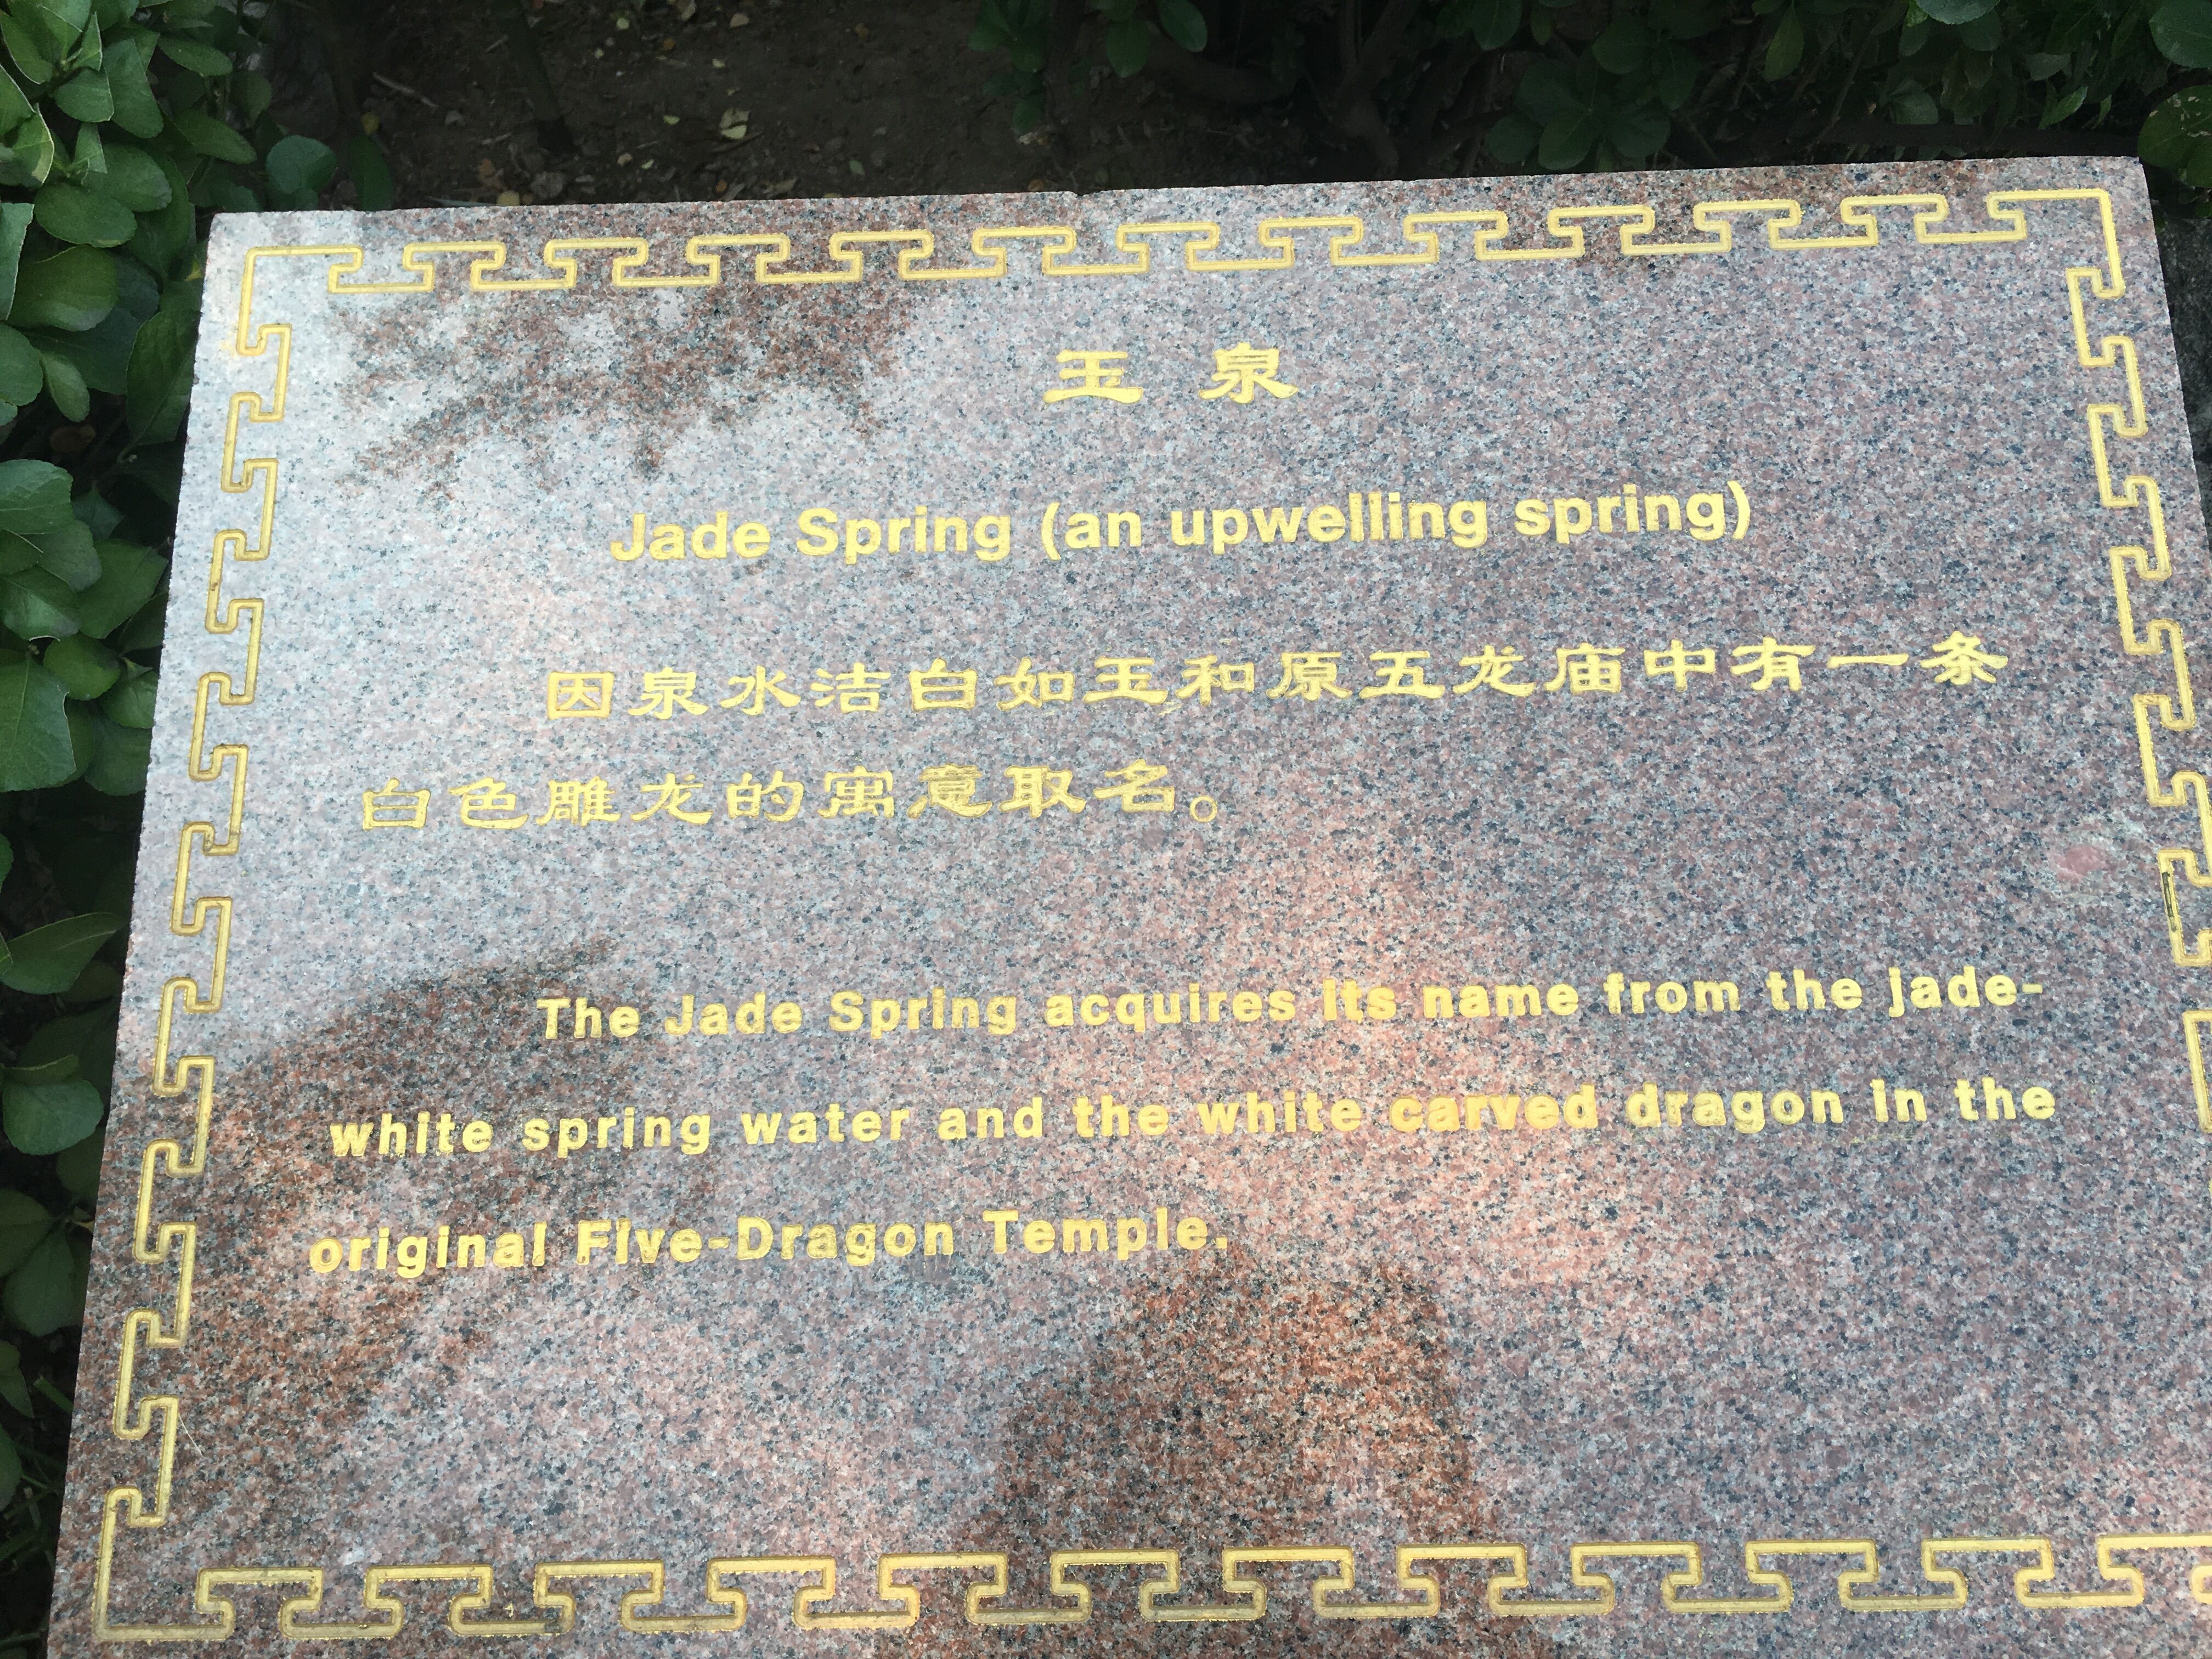 玉泉
Jade Spring (an upwelling spring)
因泉水洁白如玉和原五龙庙中有一条
白色雕龙的寓意取名。
The Jade Spring acquires its name from the jade-
white spring water and the white carved dragon in the
original Five-Dragon Temple.